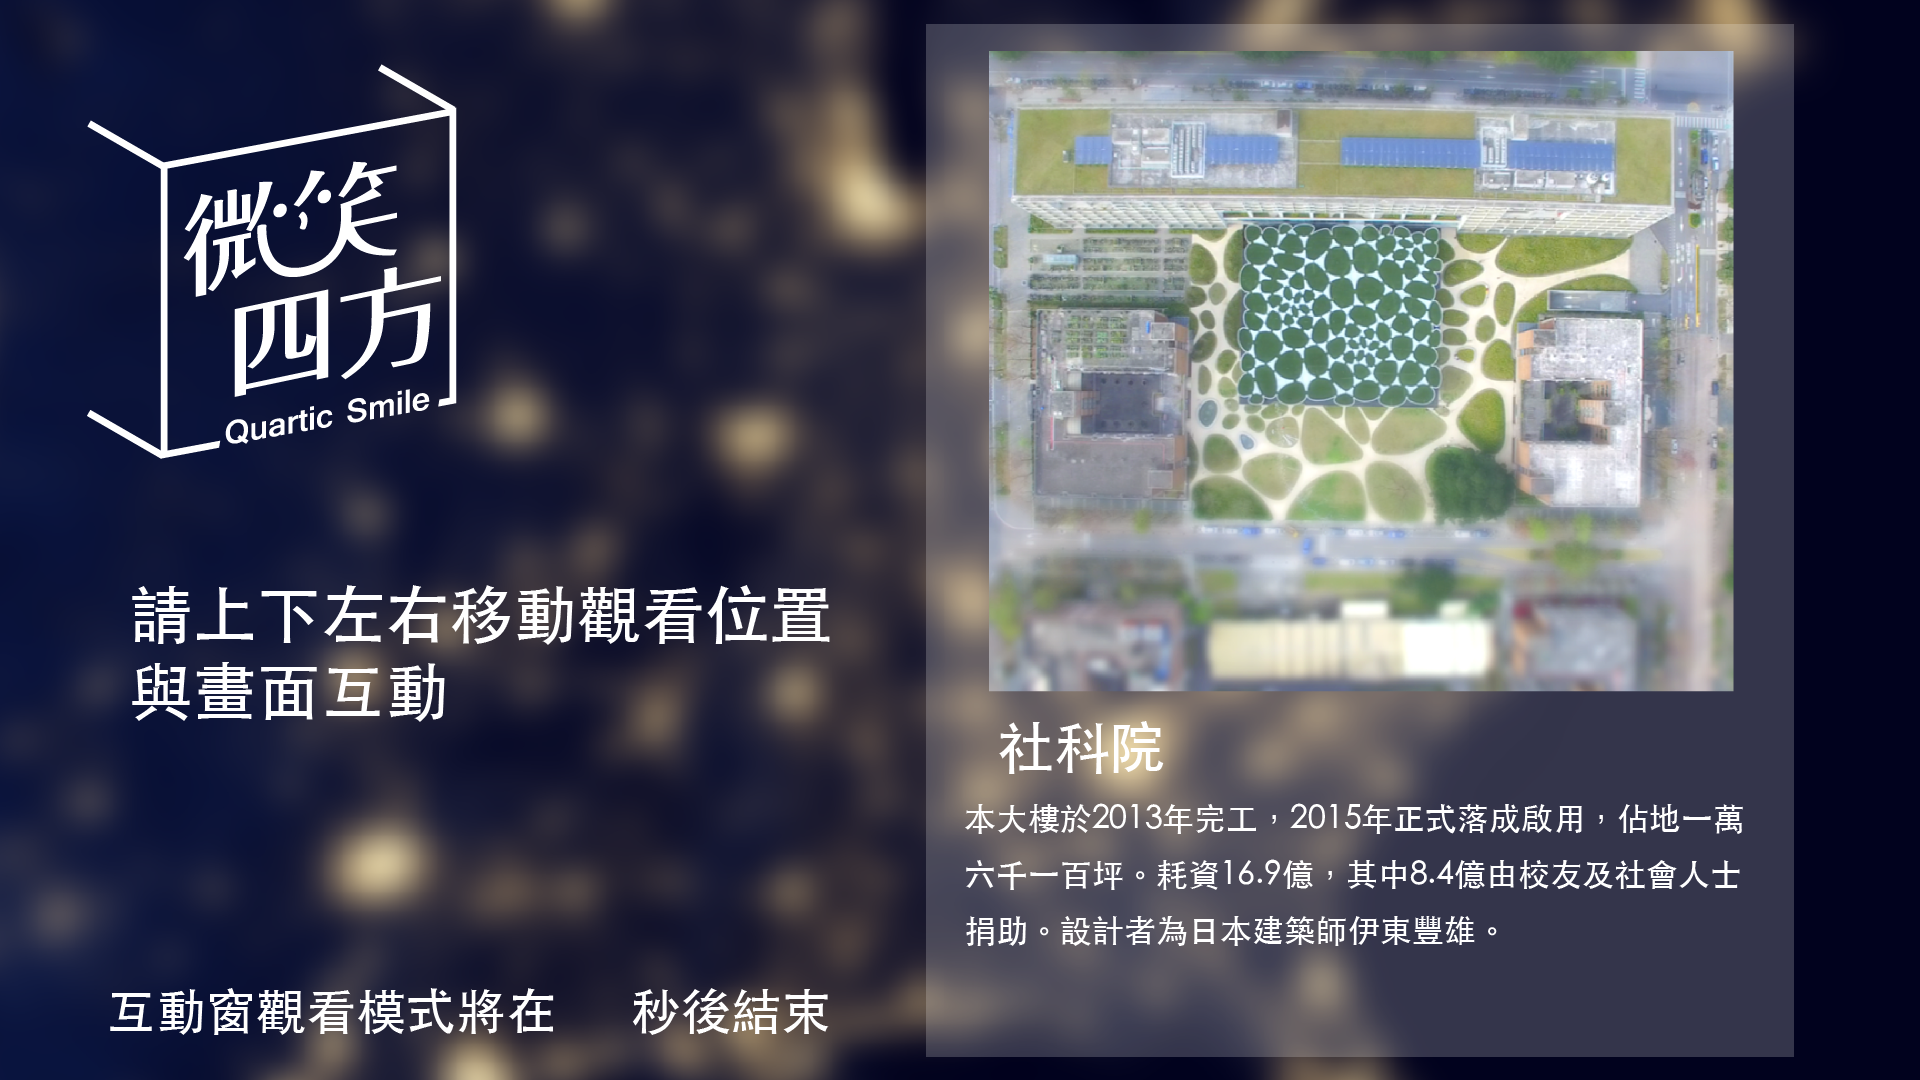 微笑
四方
Quartic Smile
請上下左右移動觀看位置
與畫面互動
互動窗觀看模式將在 秒後結束
社科院
本大樓於2013年完工，2015年正式落成啟用，佔地一萬
六千一百坪。耗資16.9億，其中8.4億由校友及社會人士
捐助。設計者為日本建築師伊東豐雄。